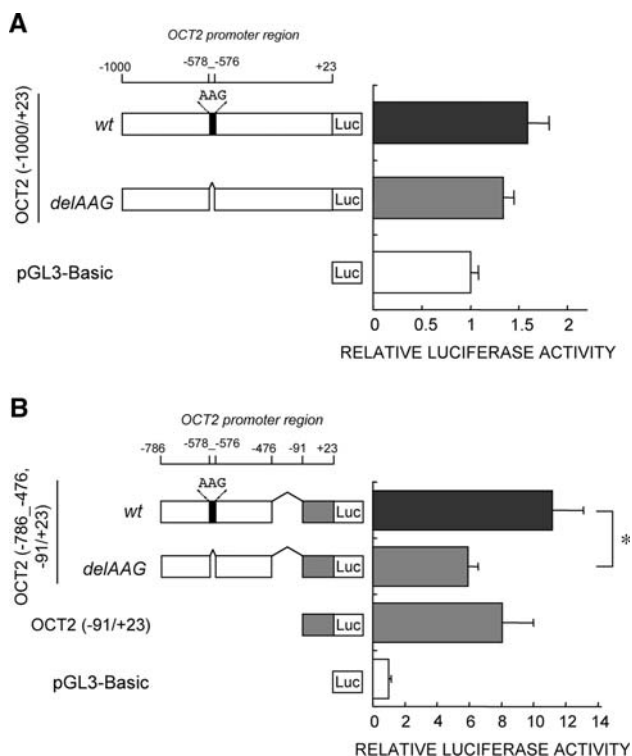 A
OCT2 promoter region
-1000
-578_-576
+23
AAG
OCT2 (-1000/+23)
wt
Luc
delAAG
Luc
pGL3-Basic
Luc
0 0.5 1 1.5 2
RELATIVE LUCIFERASE ACTIVITY
B
OCT2 promoter region
-786
-578_-576
-476
-91
+23
AAG
OCT2 (-786_-476,
-91/+23)
wt
Luc
*
delAAG
Luc
OCT2 (-91/+23)
Luc
pGL3-Basic
Luc
0 2 4 6 8 10 12 14
RELATIVE LUCIFERASE ACTIVITY